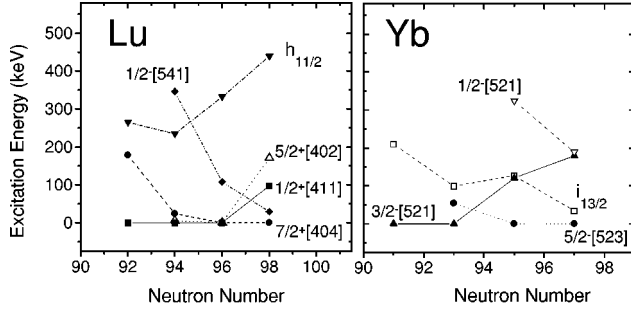 Lu
h11/2
1/2-[541]
5/2+[402]
1/2+[411]
7/2+[404]
Excitation Energy (keV)
500
400
300
200
100
0
90 92 94 96 98 100
Neutron Number
Yb
1/2-[521]
3/2-[521]
i13/2
5/2-[523]
90 92 94 96 98
Neutron Number